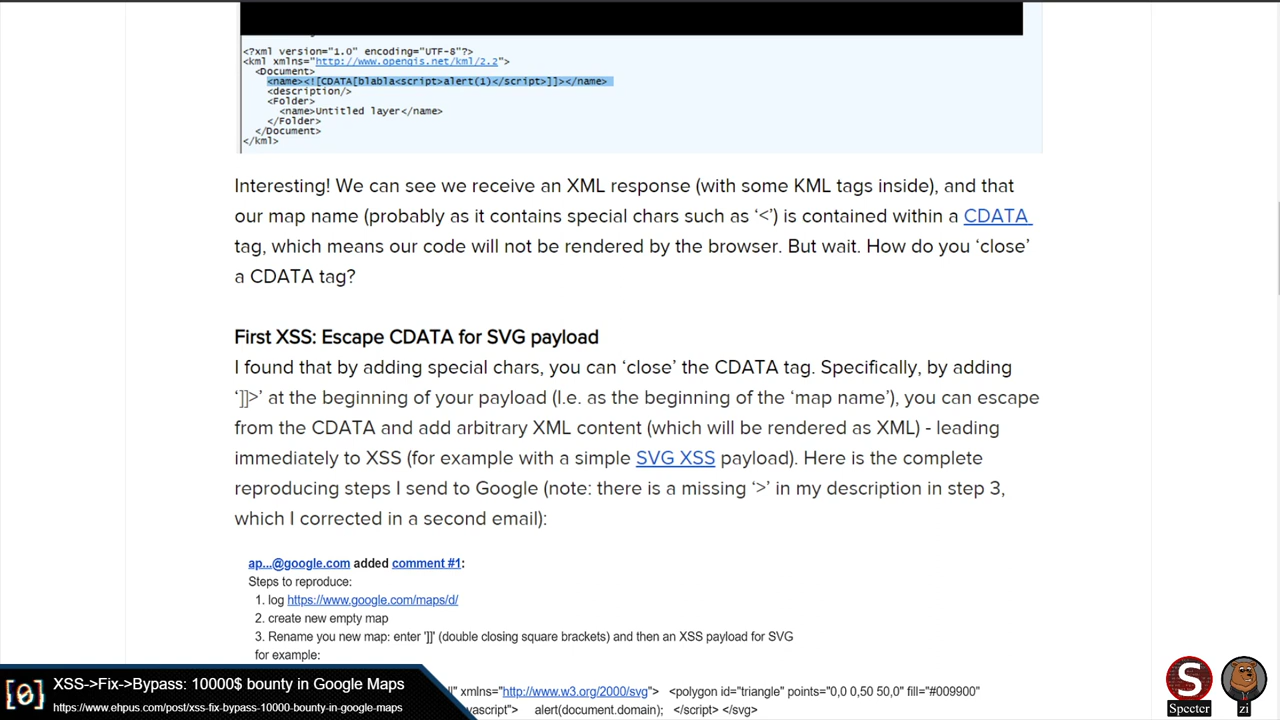 <?xml version="1.0" encoding="UTF-8"?>
<kml xmlns="http://www.opengis.net/kml/2.2">
<Document>
<name><![CDATA[blabla<script>alert(1)</script>]]></name>
<description/>
<Folder>
<name>Untitled layer</name>
</Folder>
</Document>
</kml>
Interesting! We can see we receive an XML response (with some KML tags inside), and that
our map name (probably as it contains special chars such as ‘<’) is contained within a CDATA
tag, which means our code will not be rendered by the browser. But wait. How do you ‘close’
a CDATA tag?
First XSS: Escape CDATA for SVG payload
I found that by adding special chars, you can ‘close’ the CDATA tag. Specifically, by adding
‘]]>’ at the beginning of your payload (I.e. as the beginning of the ‘map name’), you can escape
from the CDATA and add arbitrary XML content (which will be rendered as XML) - leading
immediately to XSS (for example with a simple SVG XSS payload). Here is the complete
reproducing steps I send to Google (note: there is a missing ‘>’ in my description in step 3,
which I corrected in a second email):
ap...@google.com added comment #1:
Steps to reproduce:
1. log https://www.google.com/maps/d/
2. create new empty map
3. Rename you new map: enter ']]' (double closing square brackets) and then an XSS payload for SVG
for example:
ll" xmlns="http://www.w3.org/2000/svg"> <polygon id="triangle" points="0,0 0,50 50,0" fill="#009900"
vascript"> alert(document.domain); </script> </svg>
[0] XSS->Fix->Bypass: 10000$ bounty in Google Maps
https://www.ehpus.com/post/xss-fix-bypass-10000-bounty-in-google-maps
S
Specter
zi